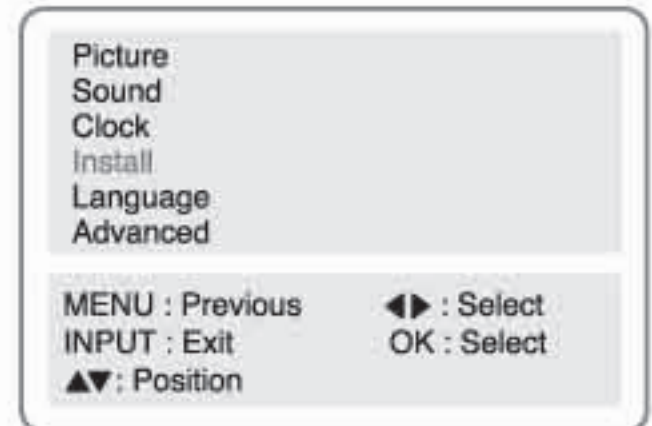 Picture
Sound
Clock
Install
Language
Advanced
MENU : Previous ◀▶ : Select
INPUT : Exit OK : Select
▲▼: Position